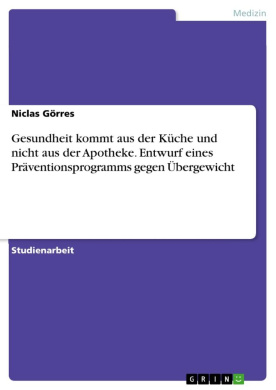 Medizin
Niclas Görres
Gesundheit kommt aus der Küche und
nicht aus der Apotheke. Entwurf eines
Präventionsprogramms gegen Übergewicht
Studienarbeit
GRIN